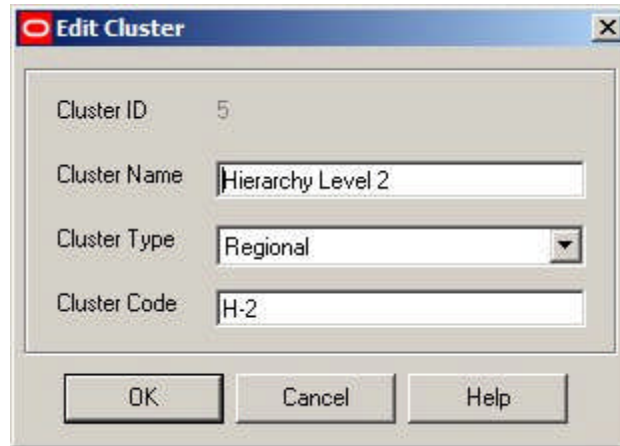 Edit Cluster
Cluster ID 5
Cluster Name Hierarchy Level 2
Cluster Type Regional
Cluster Code H-2
OK Cancel Help